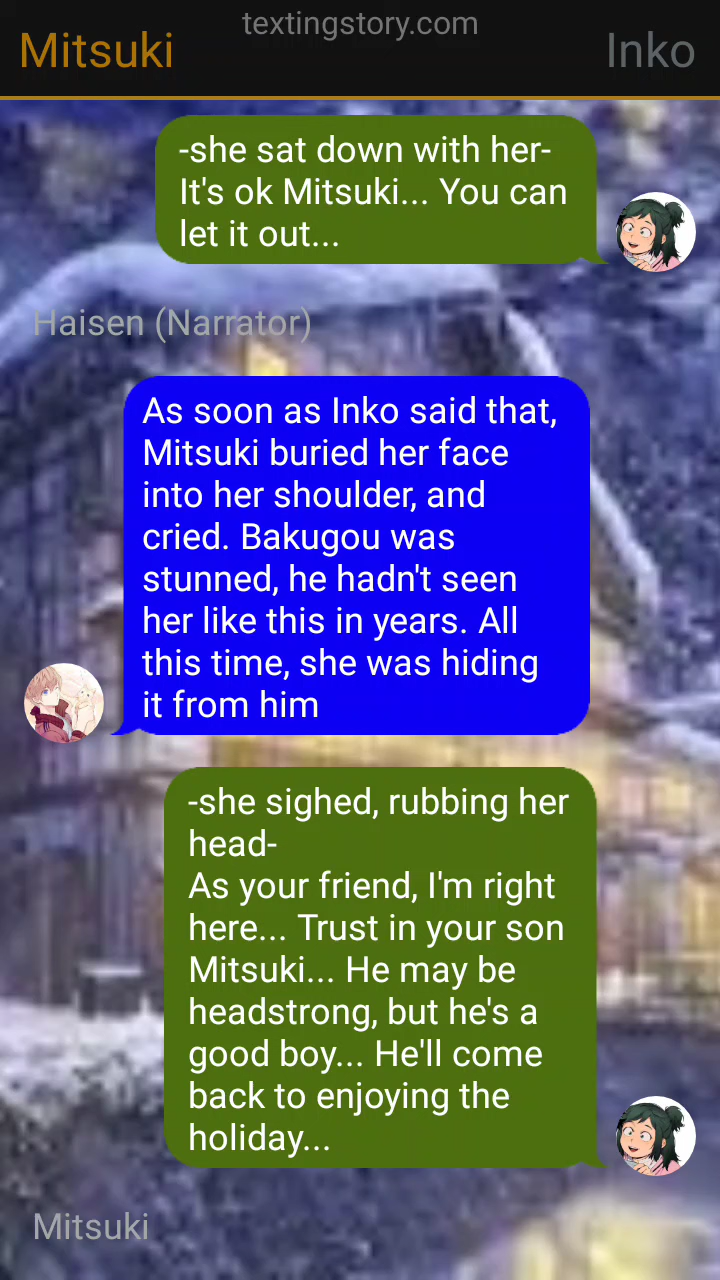 textingstory.com
Mitsuki
Inko
-she sat down with her-
It's ok Mitsuki... You can
let it out...
Haisen (Narrator)
As soon as Inko said that,
Mitsuki buried her face
into her shoulder, and
cried. Bakugou was
stunned, he hadn't seen
her like this in years. All
this time, she was hiding
it from him
-she sighed, rubbing her
head-
As your friend, I'm right
here... Trust in your son
Mitsuki... He may be
headstrong, but he's a
good boy... He'll come
back to enjoying the
holiday...
Mitsuki